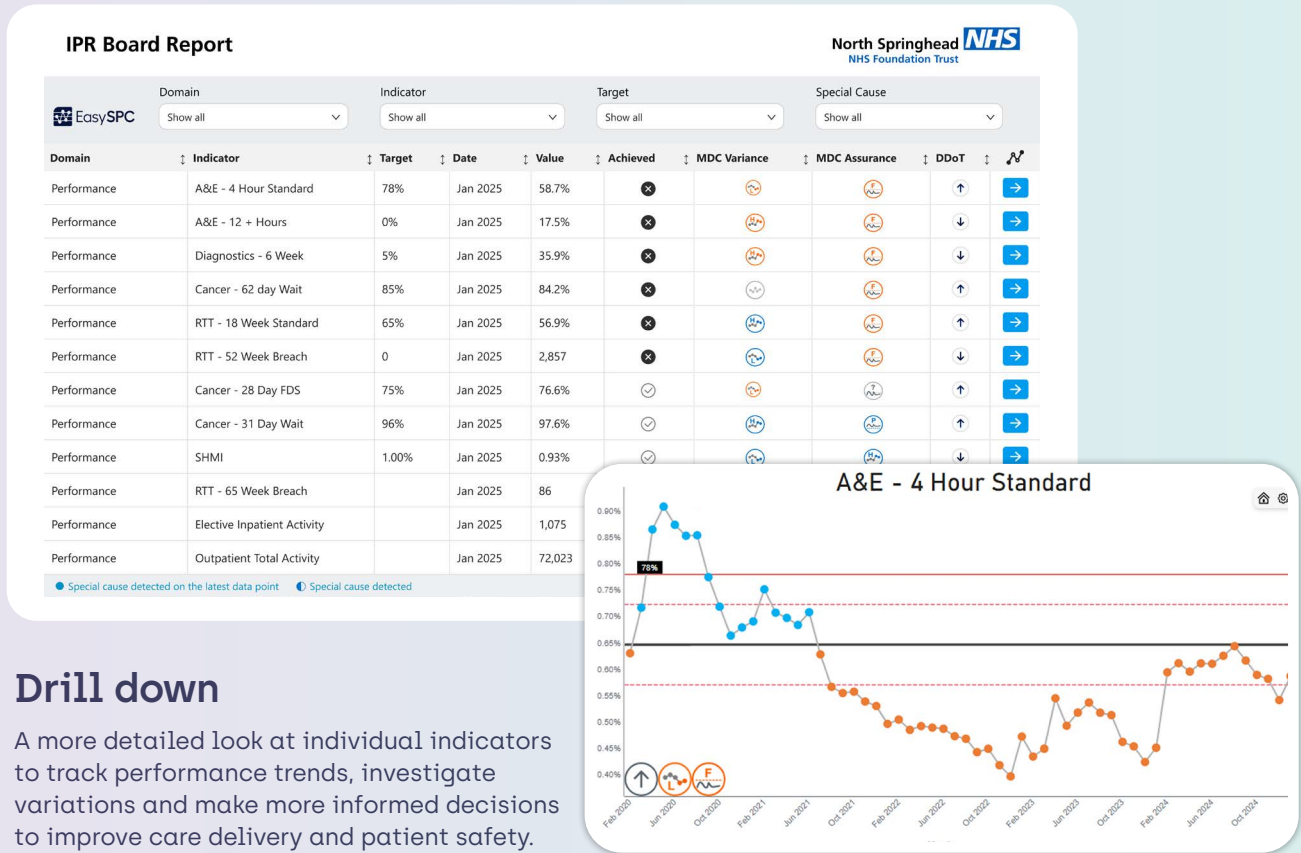 IPR Board Report
North Springhead NHS
NHS Foundation Trust
Domain Indicator Target Special Cause
EasySPC Show all Show all Show all Show all
Domain Indicator Target Date Value Achieved MDC Variance MDC Assurance DDoT
Performance A&E - 4 Hour Standard 78% Jan 2025 58.7% L F
Performance A&E - 12 + Hours 0% Jan 2025 17.5% H F
Performance Diagnostics - 6 Week 5% Jan 2025 35.9% H F
Performance Cancer - 62 day Wait 85% Jan 2025 84.2% F
Performance RTT - 18 Week Standard 65% Jan 2025 56.9% H F
Performance RTT - 52 Week Breach 0 Jan 2025 2,857 L F
Performance Cancer - 28 Day FDS 75% Jan 2025 76.6% L ?
Performance Cancer - 31 Day Wait 96% Jan 2025 97.6% H P
Performance SHMI 1.00% Jan 2025 0.93% L H
Performance RTT - 65 Week Breach Jan 2025 86
Performance Elective Inpatient Activity Jan 2025 1,075
Performance Outpatient Total Activity Jan 2025 72,023
Special cause detected on the latest data point Special cause detected
A&E - 4 Hour Standard
0.90%
0.85%
0.80%
78%
0.75%
0.70%
0.65%
0.60%
0.55%
0.50%
0.45%
0.40%
L F
Feb 2020 Jun 2020 Oct 2020 Feb 2021 Jun 2021 Oct 2021 Feb 2022 Jun 2022 Oct 2022 Feb 2023 Jun 2023 Oct 2023 Feb 2024 Jun 2024 Oct 2024
Drill down
A more detailed look at individual indicators
to track performance trends, investigate
variations and make more informed decisions
to improve care delivery and patient safety.